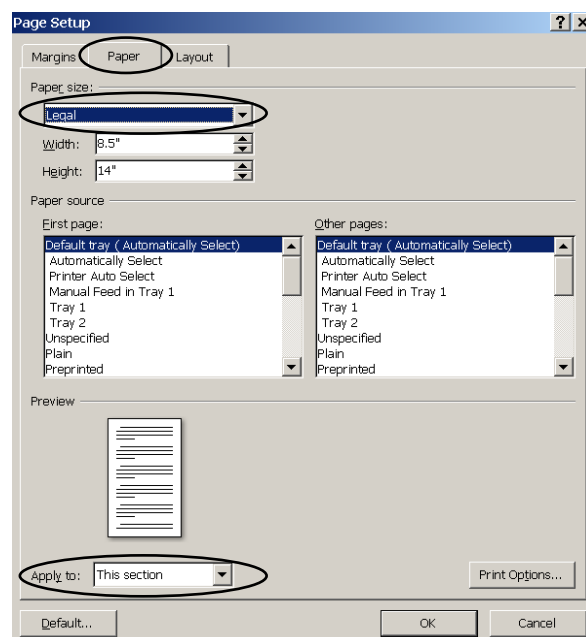 Page Setup ? ×
Margins Paper Layout
Paper size:
Legal
Width: 8.5"
Height: 14"
Paper source
First page: Other pages:
Default tray ( Automatically Select) Default tray ( Automatically Select)
Automatically Select Automatically Select
Printer Auto Select Printer Auto Select
Manual Feed in Tray 1 Manual Feed in Tray 1
Tray 1 Tray 1
Tray 2 Tray 2
Unspecified Unspecified
Plain Plain
Preprinted Preprinted
Preview
Apply to: This section Print Options...
Default... OK Cancel